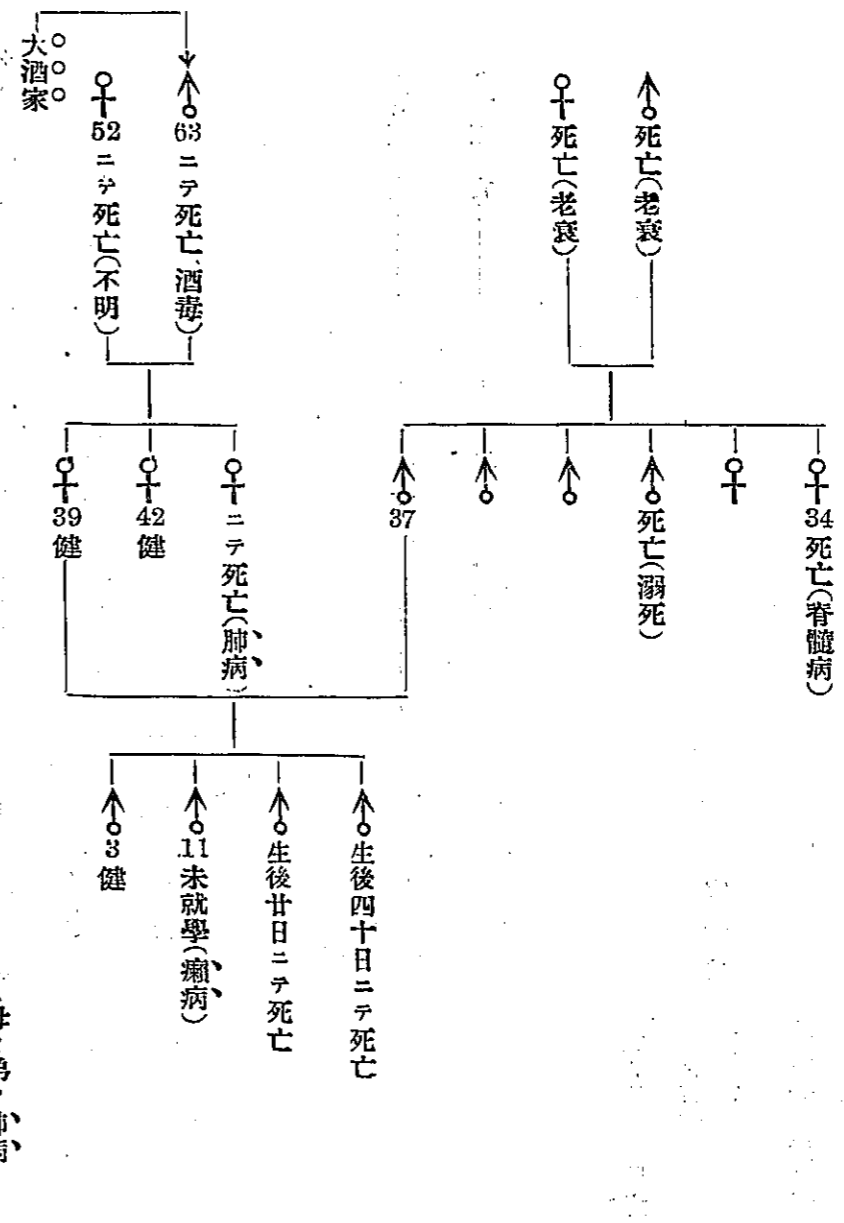 死亡(老衰)
死亡(老衰)
63ニテ死亡、酒毒)
52ニテ死亡(不明)
大酒家
34死亡(脊髓病)
死亡(溺死)
37
ニテ死亡(肺病)
42健
39健
生後四十日ニテ死亡
生後廿日ニテ死亡
11未就學(癩病)
3健